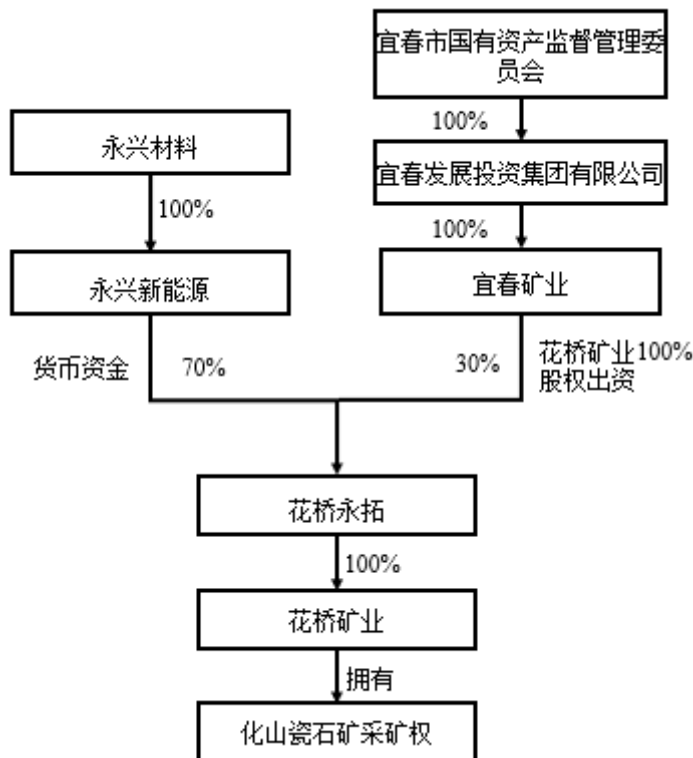 宜春市国有资产监督管理委
员会
100%
永兴材料
宜春发展投资集团有限公司
100%
100%
永兴新能源
宜春矿业
货币资金
70%
30%
花桥矿业100%
股权出资
花桥永拓
100%
花桥矿业
拥有
化山瓷石矿采矿权